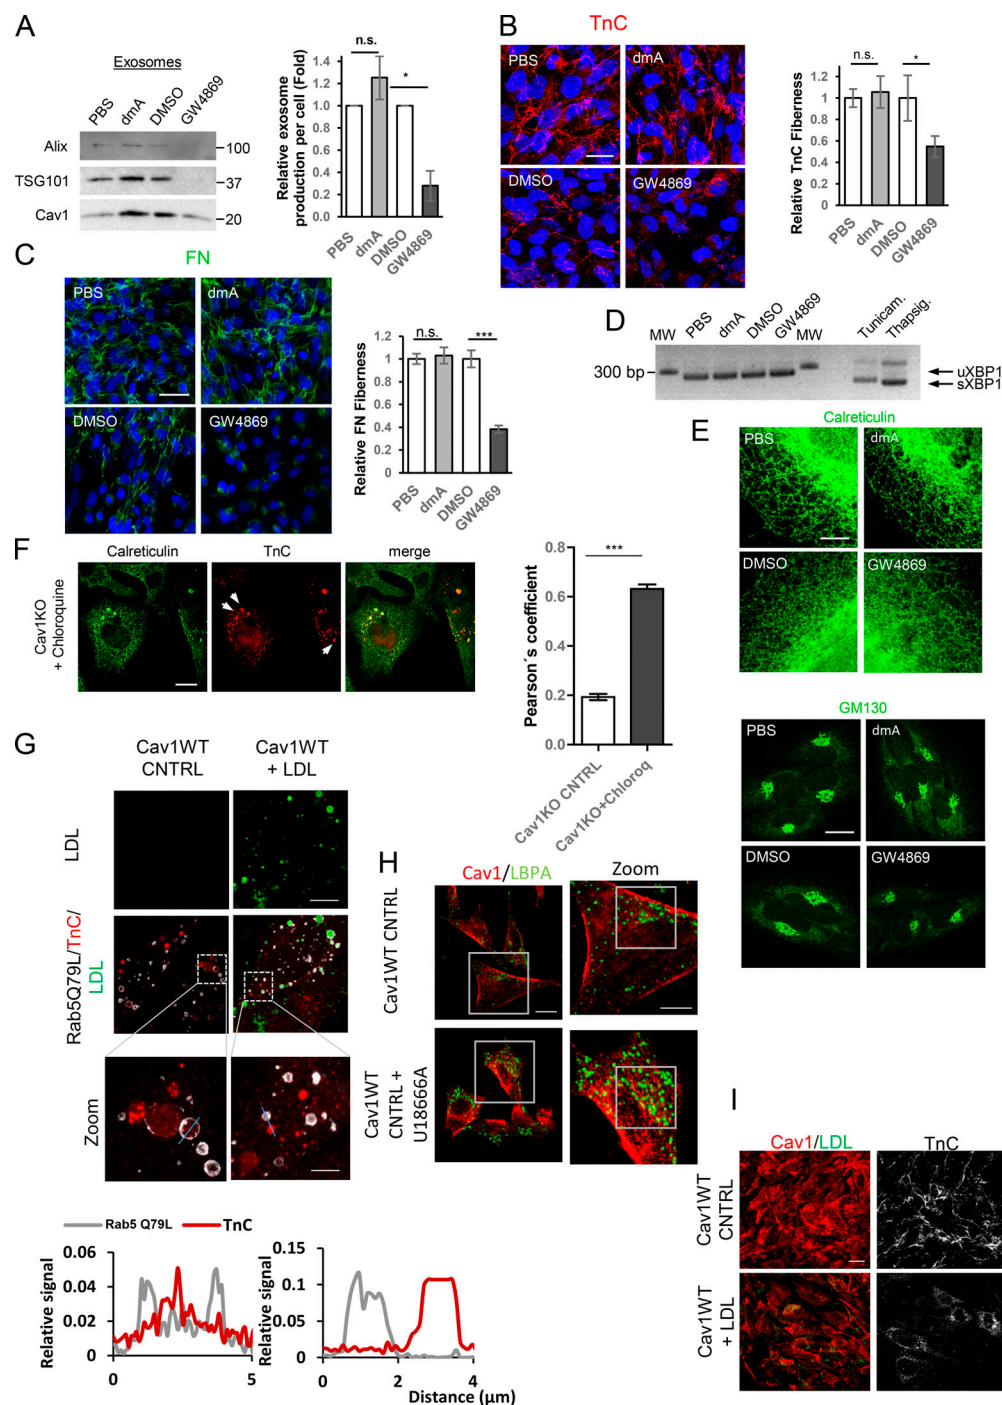 A
Exosomes
PBS
dmA
DMSO
GW4869
Alix
100
TSG101
37
Cav1
20
Relative exosome
production per cell (Fold)
1.4
1.2
1.0
0.8
0.6
0.4
0.2
0.0
n.s.
*
PBS
dmA
DMSO
GW4869
B
TnC
PBS
dmA
DMSO
GW4869
Relative TnC Fiberness
1.4
1.2
1
0.8
0.6
0.4
0.2
0
n.s.
*
PBS
dmA
DMSO
GW4869
C
FN
PBS
dmA
DMSO
GW4869
Relative FN Fiberness
1.2
1
0.8
0.6
0.4
0.2
0
n.s.
***
PBS
dmA
DMSO
GW4869
D
MW
PBS
dmA
DMSO
GW4869
MW
Tunicam.
Thapsig.
300 bp
uXBP1
sXBP1
E
Calreticulin
PBS
dmA
DMSO
GW4869
GM130
PBS
dmA
DMSO
GW4869
F
Calreticulin
TnC
merge
Cav1KO
+ Chloroquine
Pearson´s coefficient
0.8
0.6
0.4
0.2
0.0
***
Cav1KO CNTRL
Cav1KO+Chloroq
G
Cav1WT
CNTRL
Cav1WT
+ LDL
LDL
Rab5Q79L/TnC/
LDL
Zoom
Rab5 Q79L
TnC
Relative signal
0.06
0.04
0.02
0
0
5
Relative signal
0.15
0.1
0.05
0
0
2
4
Distance (µm)
H
Cav1/LBPA
Zoom
Cav1WT CNTRL
Cav1WT
CNTRL +
U18666A
I
Cav1/LDL
TnC
Cav1WT
CNTRL
Cav1WT
+ LDL